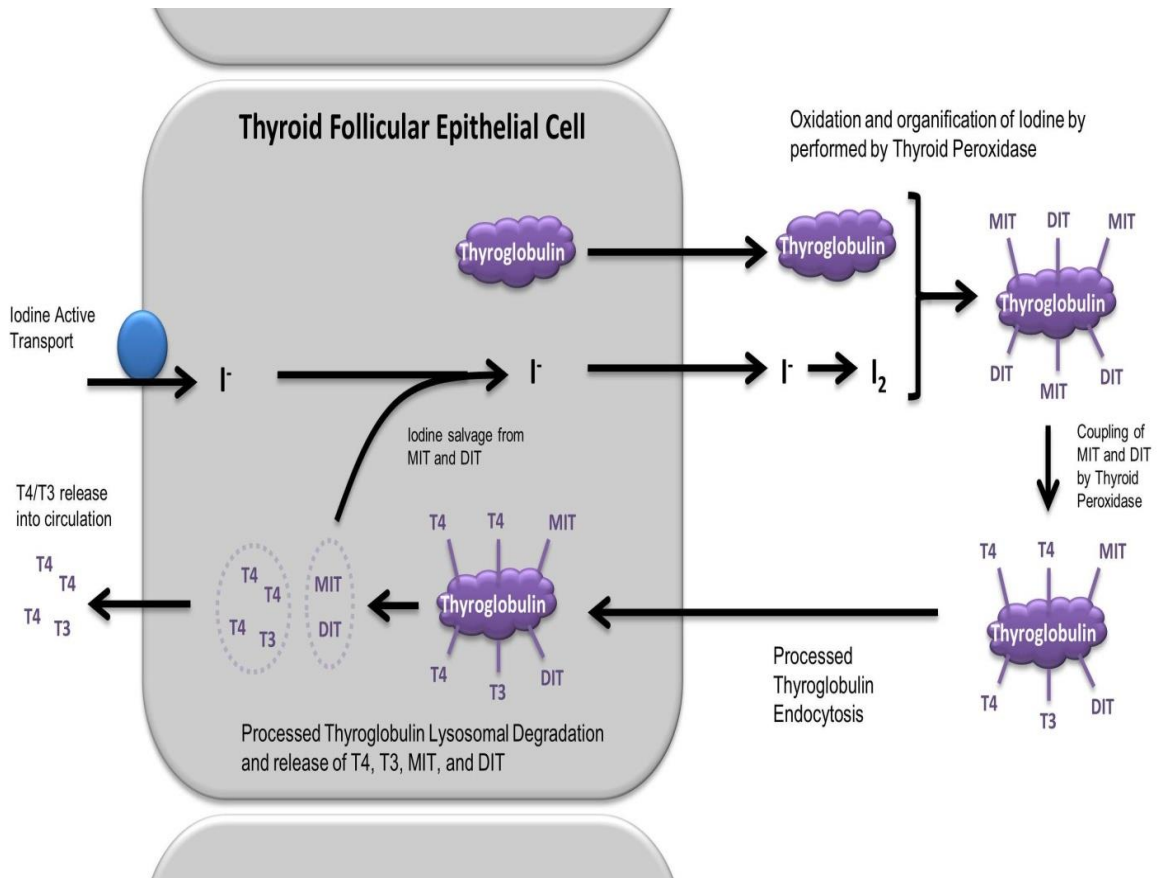 Thyroid Follicular Epithelial Cell
Oxidation and organification of Iodine by
performed by Thyroid Peroxidase
Thyroglobulin
Thyroglobulin
MIT
DIT
MIT
Thyroglobulin
DIT
MIT
DIT
Iodine Active
Transport
I-
I-
I-
I2
Iodine salvage from
MIT and DIT
Coupling of
MIT and DIT
by Thyroid
Peroxidase
T4/T3 release
into circulation
T4
T4
T4
T3
T4
T4
T4
T3
MIT
DIT
T4
T4
MIT
Thyroglobulin
T4
T3
DIT
Processed
Thyroglobulin
Endocytosis
T4
T4
MIT
Thyroglobulin
T4
T3
DIT
Processed Thyroglobulin Lysosomal Degradation
and release of T4, T3, MIT, and DIT